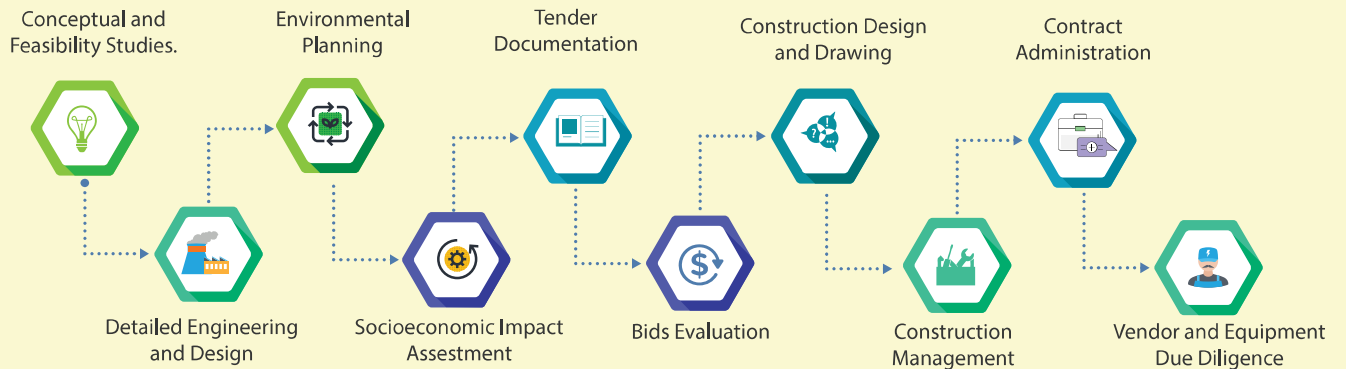 Conceptual and
Feasibility Studies.
Detailed Engineering
and Design
Environmental
Planning
Socioeconomic Impact
Assestment
Tender
Documentation
Bids Evaluation
Construction Design
and Drawing
Construction
Management
Contract
Administration
Vendor and Equipment
Due Diligence